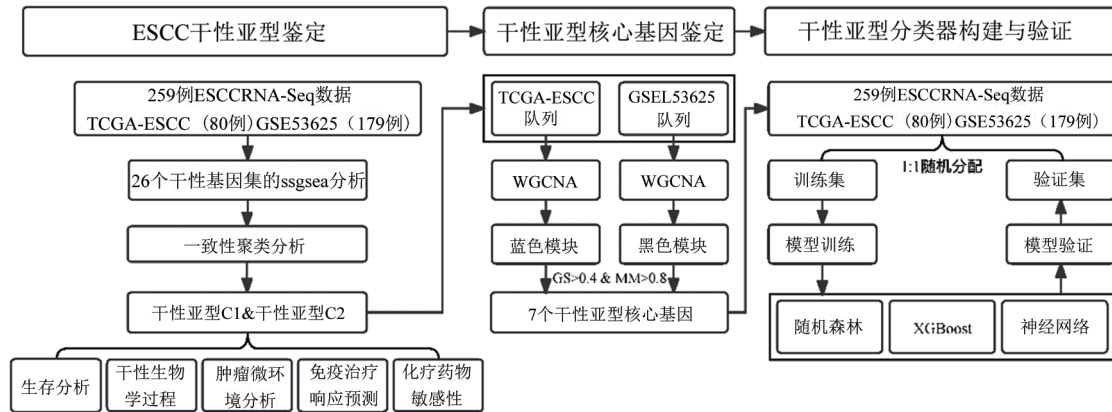 ESCC干性亚型鉴定
干性亚型核心基因鉴定
干性亚型分类器构建与验证
259例ESCCRNA-Seq数据
TCGA-ESCC（80例）GSE53625（179例）
26个干性基因集的ssgsea分析
一致性聚类分析
干性亚型C1&干性亚型C2
生存分析
干性生物
学过程
肿瘤微环
境分析
免疫治疗
响应预测
化疗药物
敏感性
TCGA-ESCC
队列
GSEL53625
队列
WGCNA
WGCNA
蓝色模块
黑色模块
GS>0.4 & MM>0.8
7个干性亚型核心基因
259例ESCCRNA-Seq数据
TCGA-ESCC（80例）GSE53625（179例）
1:1随机分配
训练集
验证集
模型训练
模型验证
随机森林
XGBoost
神经网络